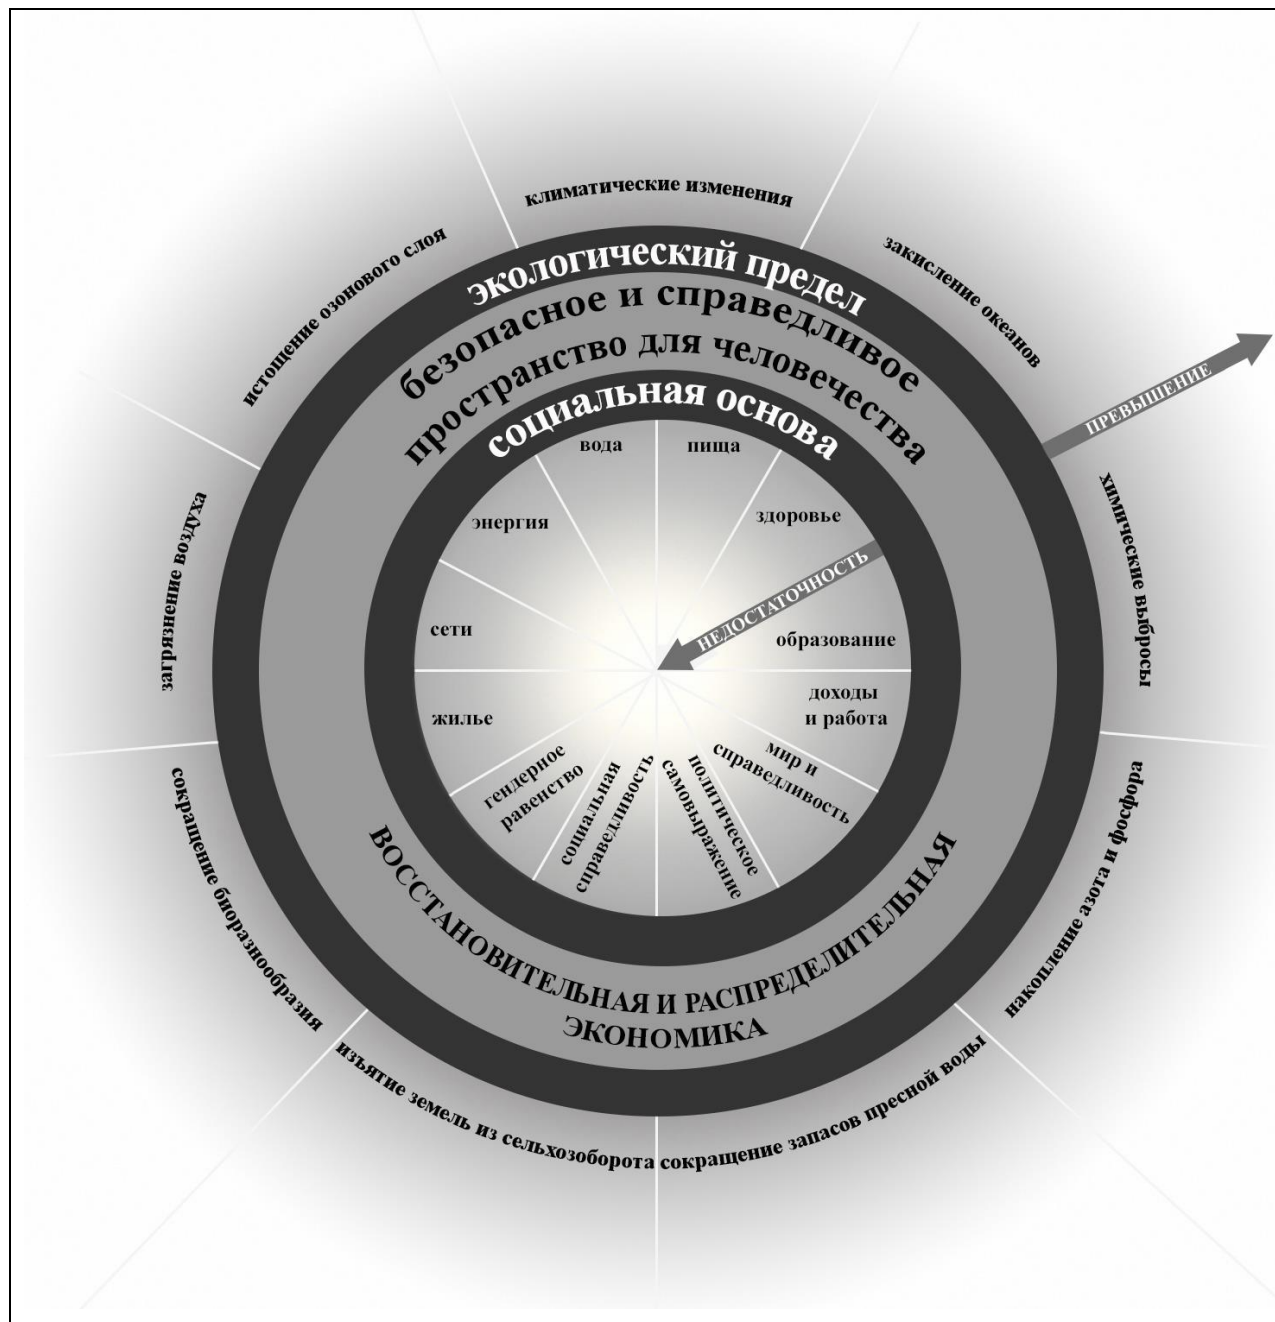 климатические изменения
закисление океанов
химические выбросы
накопление азота и фосфора
сокращение запасов пресной воды
изъятие земель из сельхозоборота
сокращение биоразнообразия
загрязнение воздуха
истощение озонового слоя
экологический предел
безопасное и справедливое
пространство для человечества
социальная основа
ПРЕВЫШЕНИЕ
вода
пища
здоровье
НЕДОСТАТОЧНОСТЬ
образование
доходы
и работа
мир и
справедливость
политическое
самовыражение
социальная
справедливость
гендерное
равенство
жилье
сети
энергия
ВОССТАНОВИТЕЛЬНАЯ И РАСПРЕДЕЛИТЕЛЬНАЯ
ЭКОНОМИКА